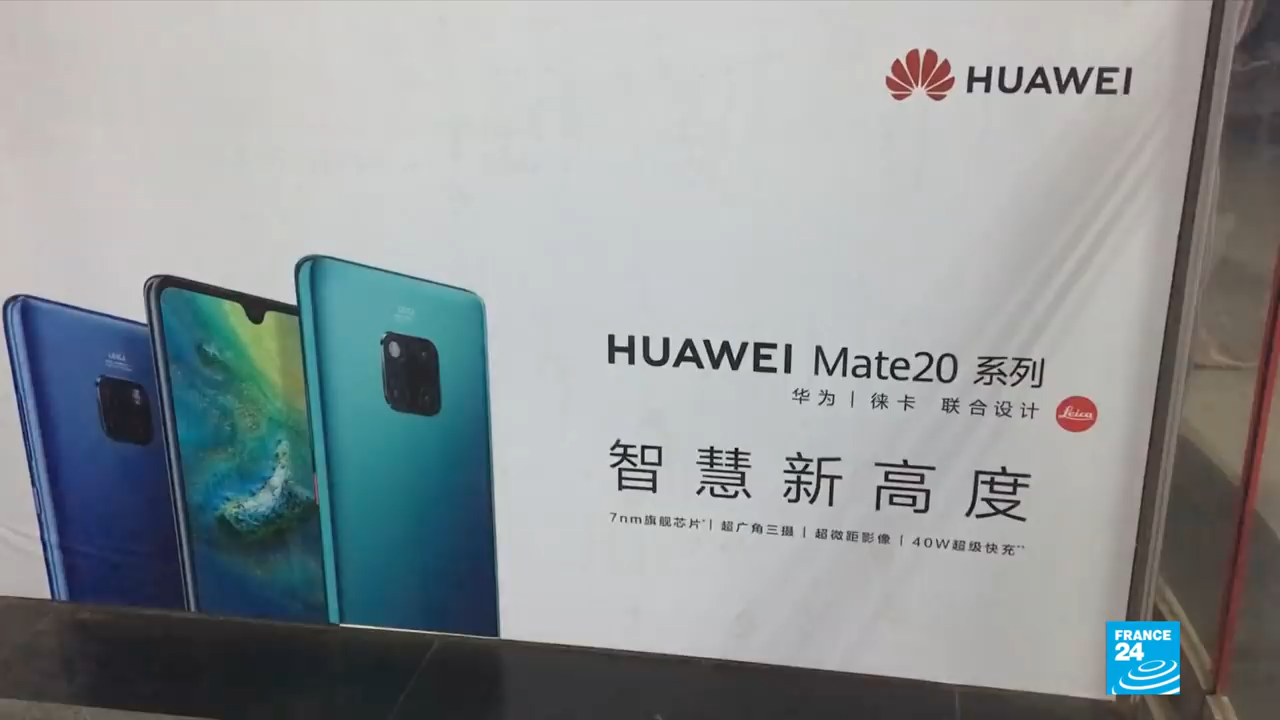 HUAWEI
HUAWEI Mate20 系列
华为 | 徕卡 联合设计
Leica
智慧新高度
7nm旗舰芯片* | 超广角三摄 | 超微距影像 | 40W超级快充**
LEICA
FRANCE
24